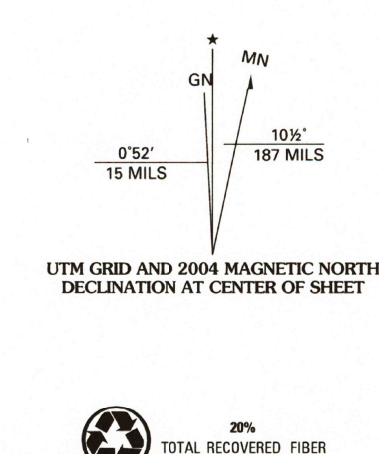 ★
MN
GN
0°52′
15 MILS
10½°
187 MILS
UTM GRID AND 2004 MAGNETIC NORTH
DECLINATION AT CENTER OF SHEET
20%
TOTAL RECOVERED FIBER